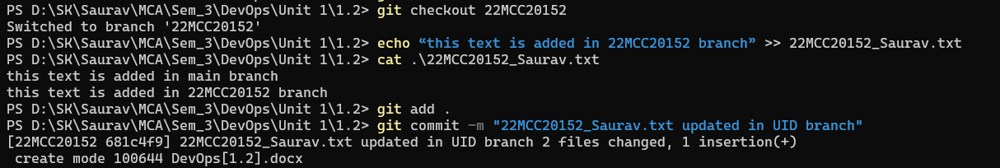 PS D:\SK\Saurav\MCA\Sem_3\DevOps\Unit 1\1.2> git checkout 22MCC20152
Switched to branch '22MCC20152'
PS D:\SK\Saurav\MCA\Sem_3\DevOps\Unit 1\1.2> echo “this text is added in 22MCC20152 branch” >> 22MCC20152_Saurav.txt
PS D:\SK\Saurav\MCA\Sem_3\DevOps\Unit 1\1.2> cat .\22MCC20152_Saurav.txt
this text is added in main branch
this text is added in 22MCC20152 branch
PS D:\SK\Saurav\MCA\Sem_3\DevOps\Unit 1\1.2> git add .
PS D:\SK\Saurav\MCA\Sem_3\DevOps\Unit 1\1.2> git commit -m "22MCC20152_Saurav.txt updated in UID branch"
[22MCC20152 681c4f9] 22MCC20152_Saurav.txt updated in UID branch 2 files changed, 1 insertion(+)
create mode 100644 DevOps[1.2].docx